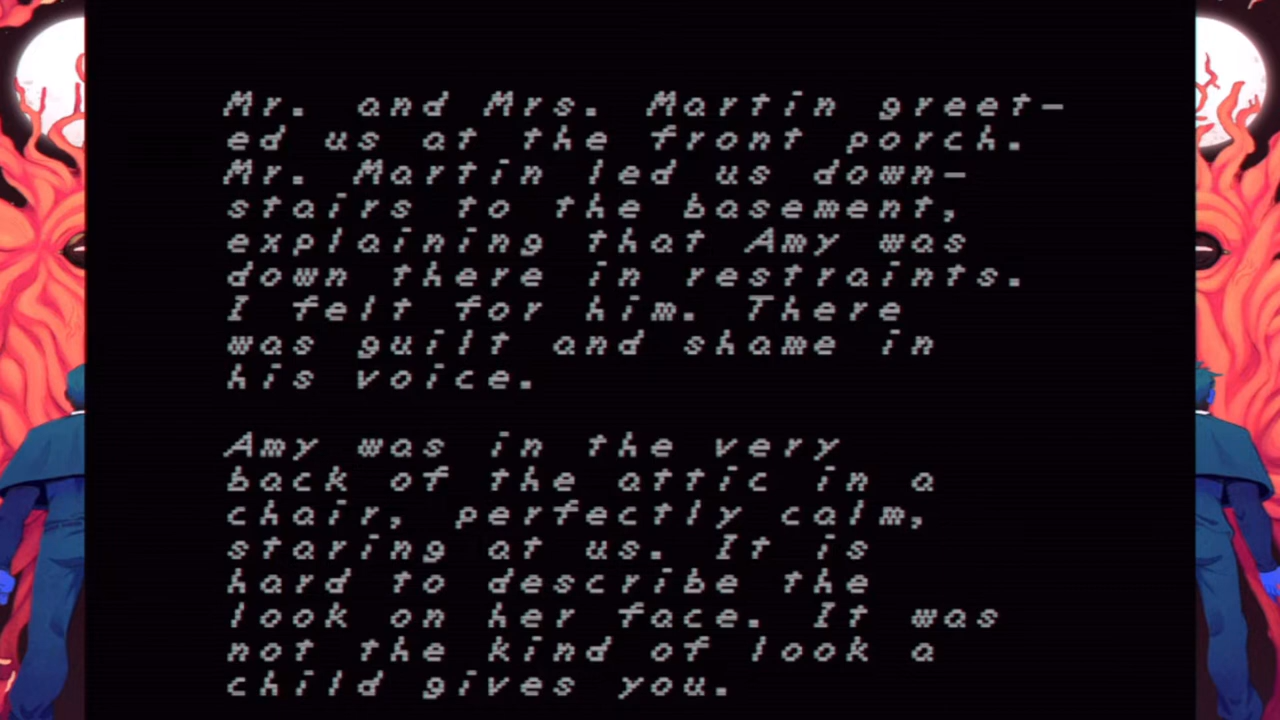 Mr. and Mrs. Martin greet-
ed us at the front porch.
Mr. Martin led us down-
stairs to the basement,
explaining that Amy was
down there in restraints.
I felt for him. There
was guilt and shame in
his voice.
Amy was in the very
back of the attic in a
chair, perfectly calm,
staring at us. It is
hard to describe the
look on her face. It was
not the kind of look a
child gives you.